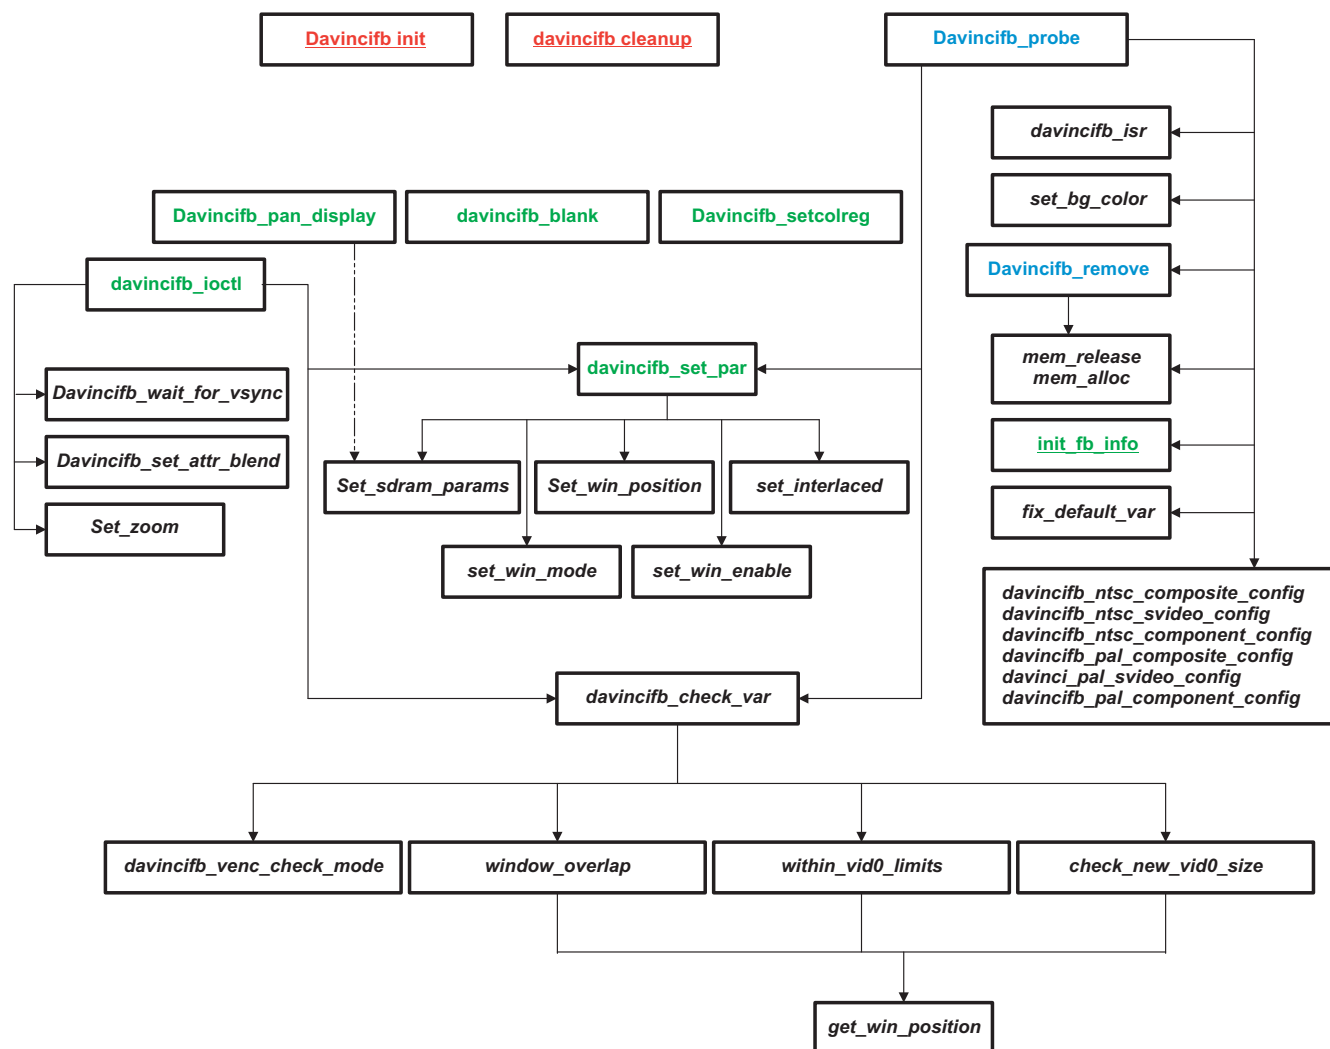 Davincifb init
davincifb cleanup
Davincifb_probe
davincifb_isr
set_bg_color
Davincifb_pan_display
davincifb_blank
Davincifb_setcolreg
Davincifb_remove
davincifb_ioctl
mem_release
mem_alloc
davincifb_set_par
Davincifb_wait_for_vsync
init_fb_info
Davincifb_set_attr_blend
Set_sdram_params
Set_win_position
set_interlaced
fix_default_var
Set_zoom
set_win_mode
set_win_enable
davincifb_ntsc_composite_config
davincifb_ntsc_svideo_config
davincifb_ntsc_component_config
davincifb_pal_composite_config
davinci_pal_svideo_config
davincifb_pal_component_config
davincifb_check_var
davincifb_venc_check_mode
window_overlap
within_vid0_limits
check_new_vid0_size
get_win_position